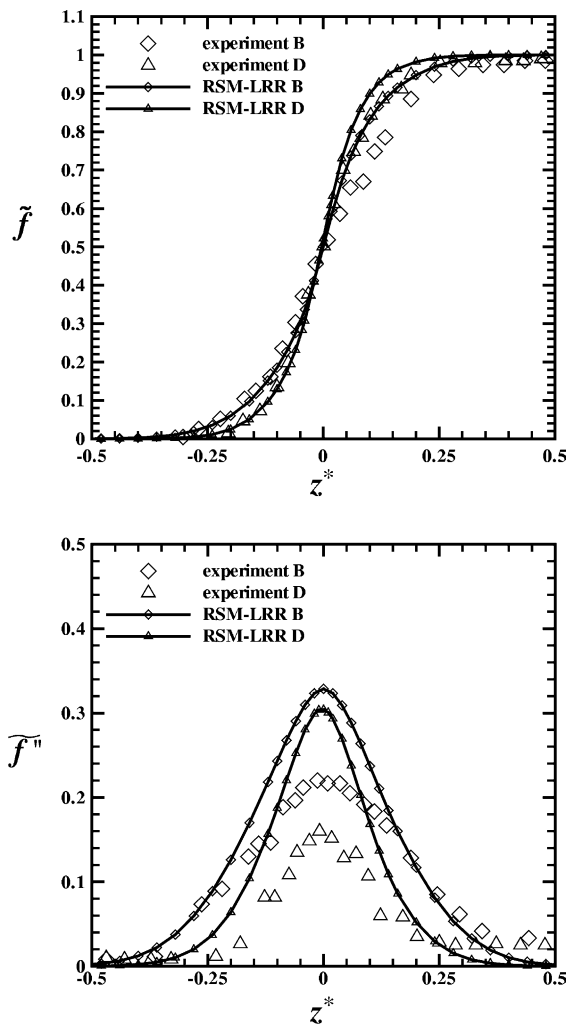 1.1
1
0.9
0.8
0.7
0.6
0.5
0.4
0.3
0.2
0.1
0
f̃
experiment B
experiment D
RSM-LRR B
RSM-LRR D
-0.5 -0.25 0 0.25 0.5
z*
0.5
0.4
0.3
0.2
0.1
0
f̃ "
experiment B
experiment D
RSM-LRR B
RSM-LRR D
-0.5 -0.25 0 0.25 0.5
z*